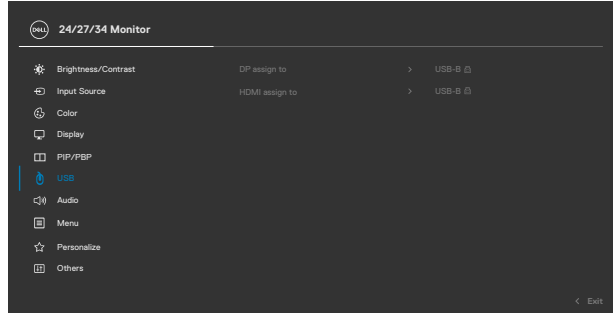 DELL 24/27/34 Monitor
Brightness/Contrast DP assign to > USB-B
Input Source HDMI assign to > USB-B
Color
Display
PIP/PBP
USB
Audio
Menu
Personalize
Others
< Exit